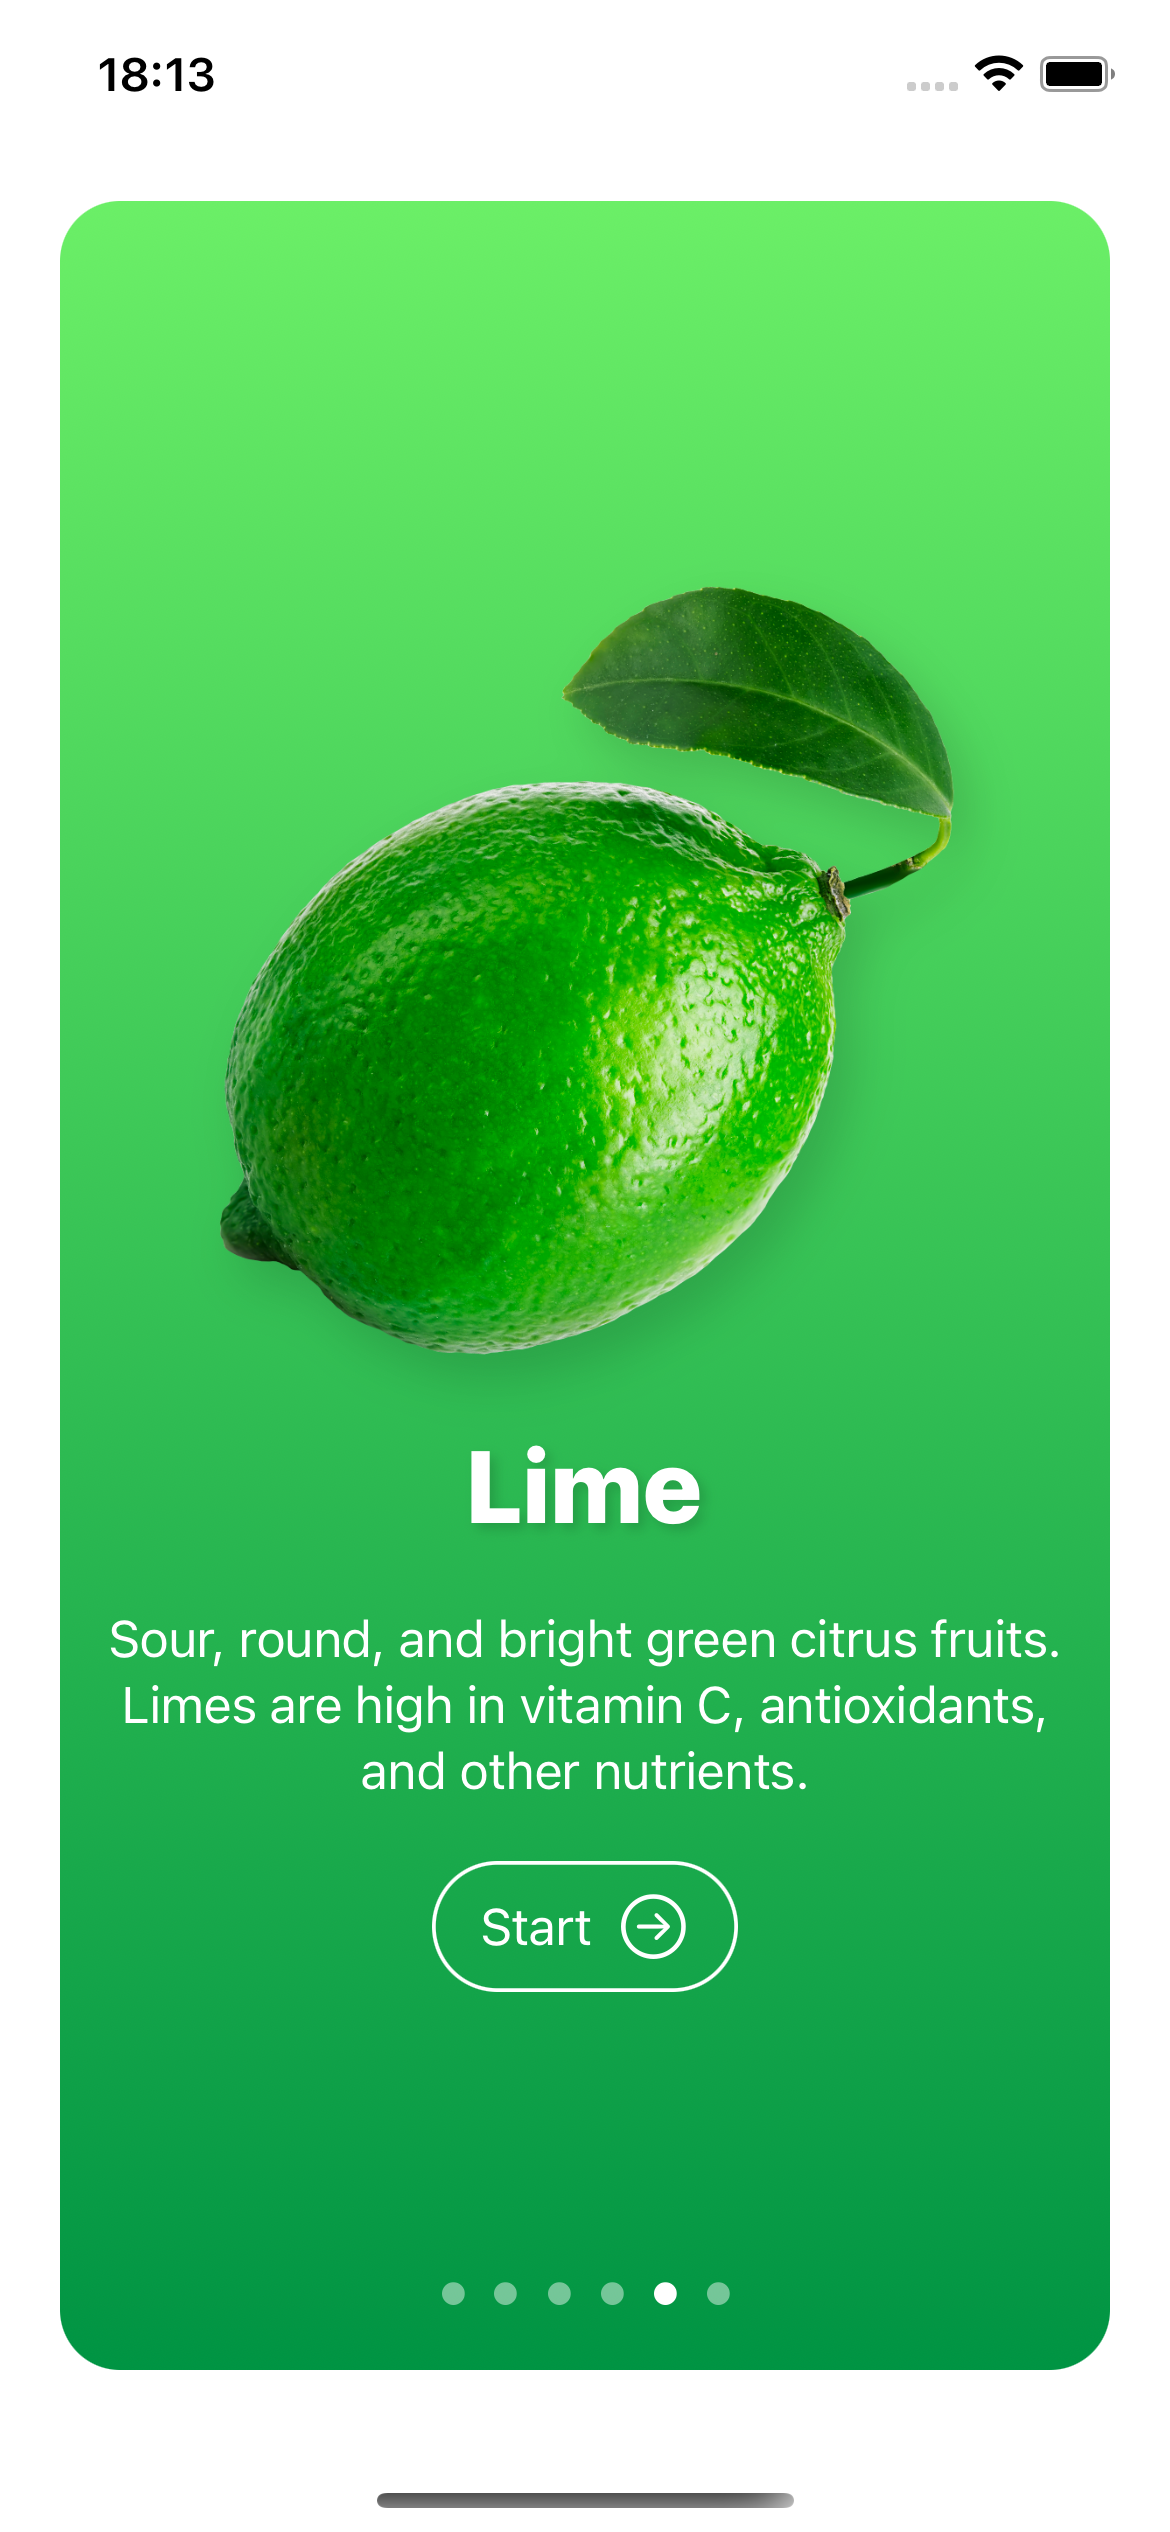 18:13
Lime
Sour, round, and bright green citrus fruits.
Limes are high in vitamin C, antioxidants,
and other nutrients.
Start